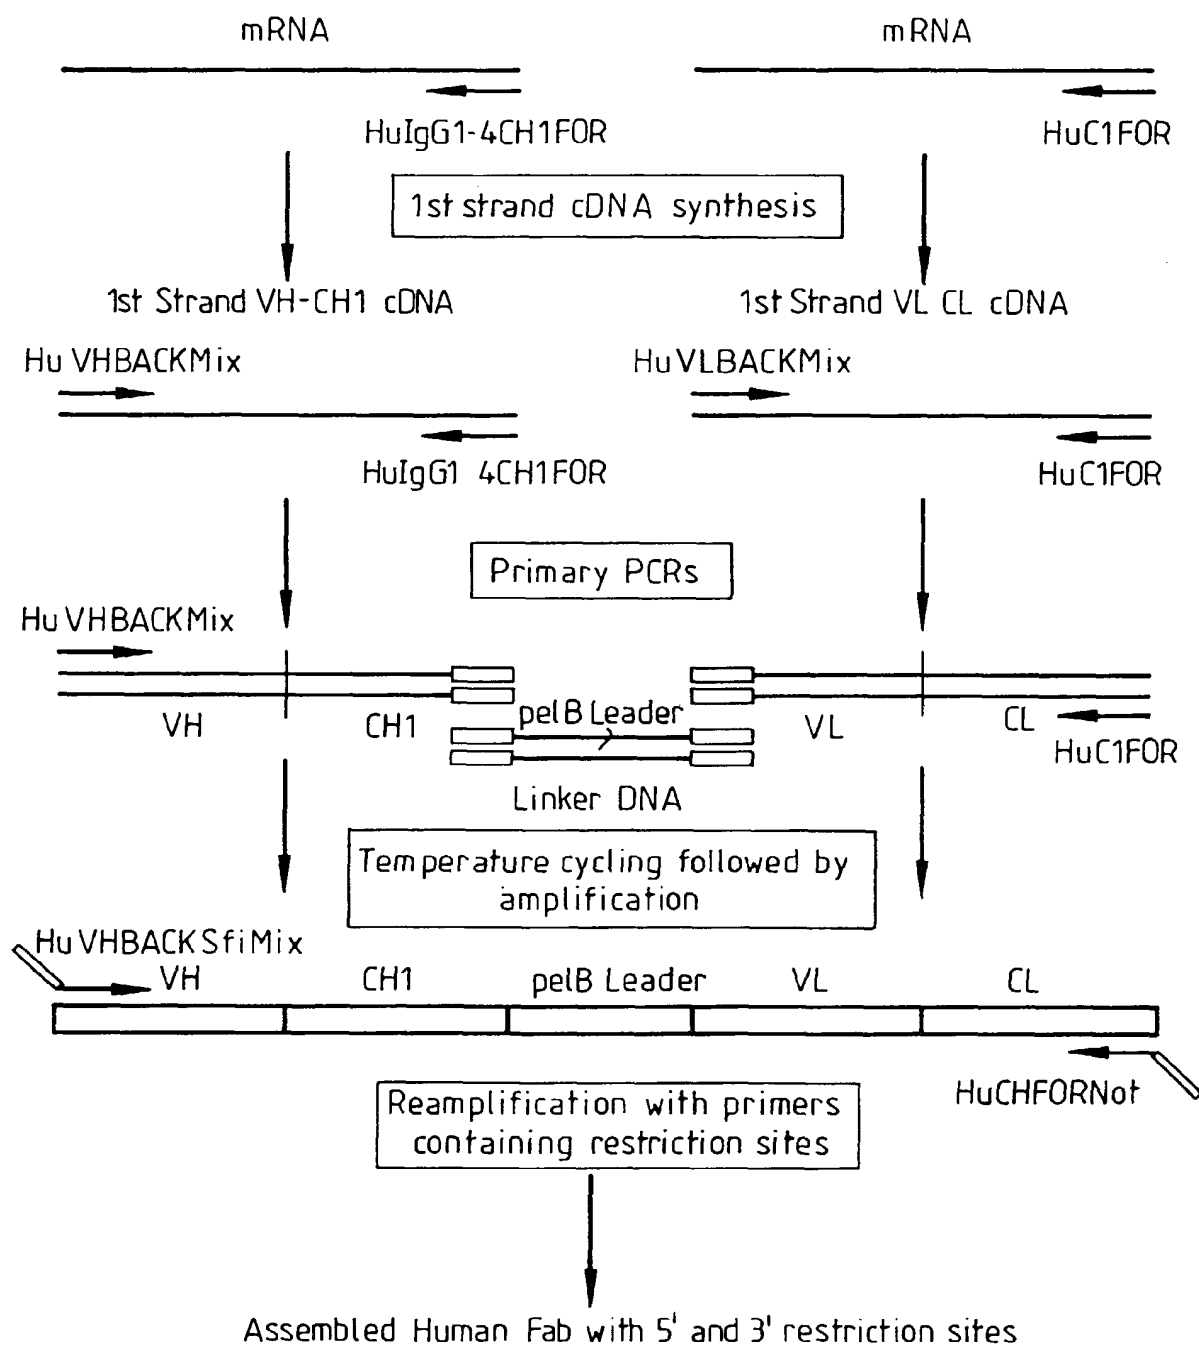 mRNA
mRNA
HuIgG1-4CH1FOR
HuC1FOR
1st strand cDNA synthesis
1st Strand VH-CH1 cDNA
1st Strand VL CL cDNA
Hu VHBACKMix
Hu VLBACKMix
HuIgG1 4CH1FOR
HuC1FOR
Primary PCRs
Hu VHBACKMix
VH
CH1
pelB Leader
VL
CL
HuC1FOR
Linker DNA
Temperature cycling followed by
amplification
Hu VHBACK SfiMix
VH
CH1
pelB Leader
VL
CL
HuCHFORNot
Reamplification with primers
containing restriction sites
Assembled Human Fab with 5' and 3' restriction sites